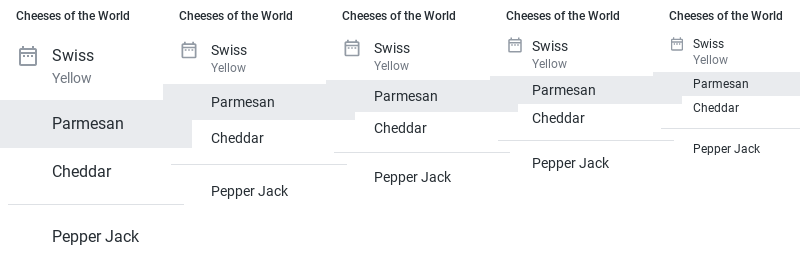 Cheeses of the World
Swiss
Yellow
Parmesan
Cheddar
Pepper Jack
Cheeses of the World
Swiss
Yellow
Parmesan
Cheddar
Pepper Jack
Cheeses of the World
Swiss
Yellow
Parmesan
Cheddar
Pepper Jack
Cheeses of the World
Swiss
Yellow
Parmesan
Cheddar
Pepper Jack
Cheeses of the World
Swiss
Yellow
Parmesan
Cheddar
Pepper Jack